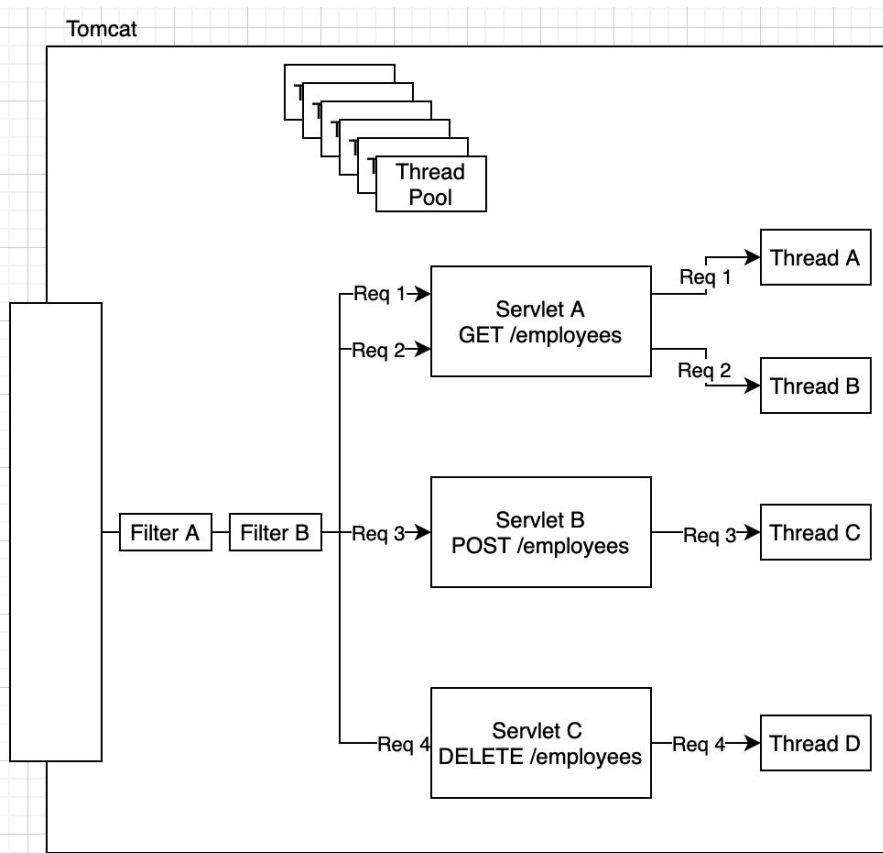 Tomcat
T
T
T
T
T
Thread
Pool
Req 1
Req 2
Servlet A
GET /employees
Req 1
Thread A
Req 2
Thread B
Filter A
Filter B
Req 3
Servlet B
POST /employees
Req 3
Thread C
Req 4
Servlet C
DELETE /employees
Req 4
Thread D